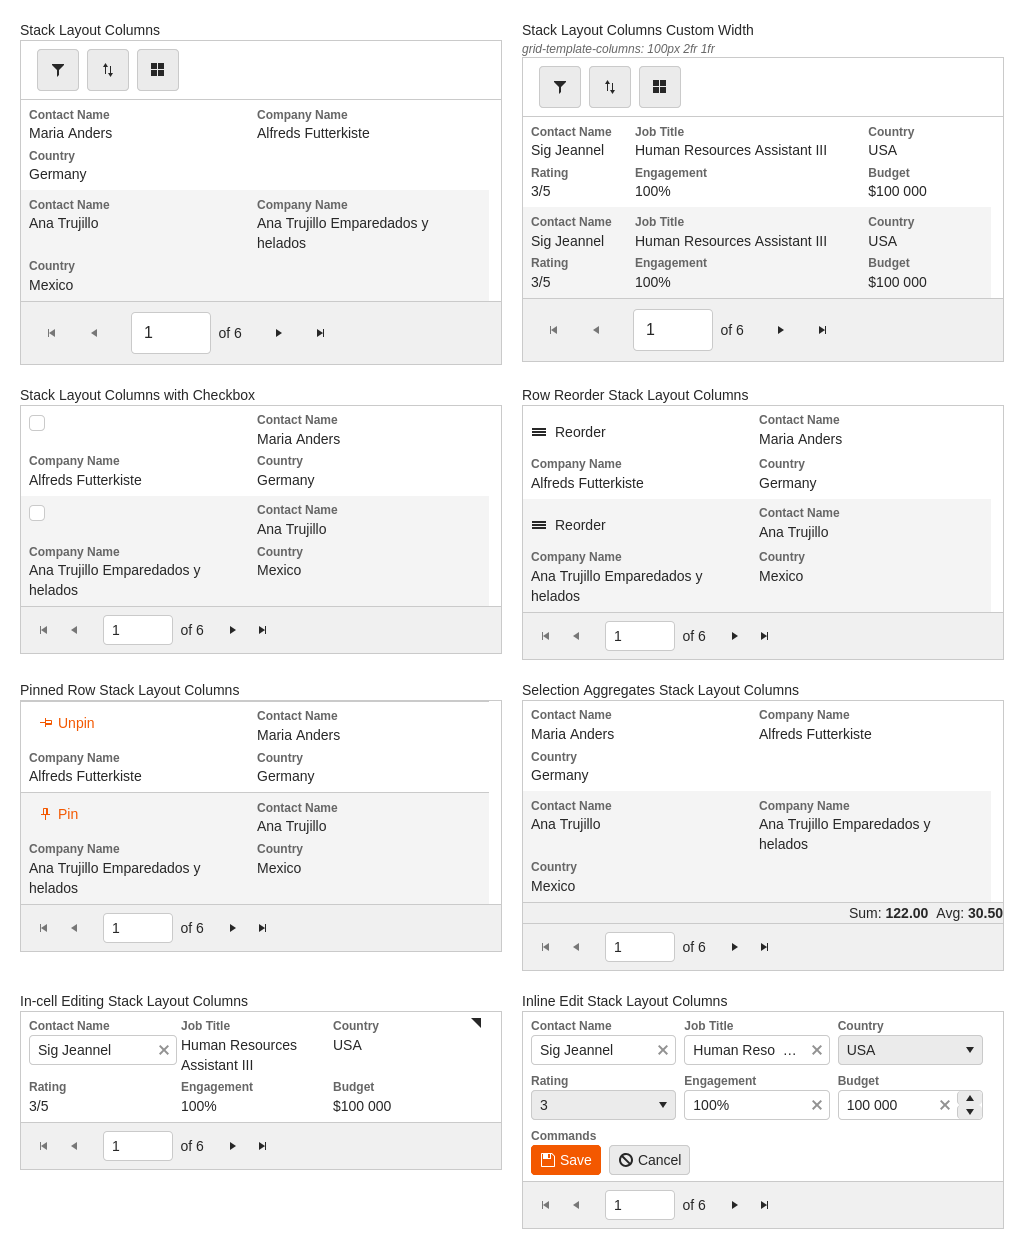 Stack Layout Columns
Contact Name Company Name
Maria Anders Alfreds Futterkiste
Country
Germany
Contact Name Company Name
Ana Trujillo Ana Trujillo Emparedados y
helados
Country
Mexico
1 of 6
Stack Layout Columns Custom Width
grid-template-columns: 100px 2fr 1fr
Contact Name Job Title Country
Sig Jeannel Human Resources Assistant III USA
Rating Engagement Budget
3/5 100% $100 000
Contact Name Job Title Country
Sig Jeannel Human Resources Assistant III USA
Rating Engagement Budget
3/5 100% $100 000
1 of 6
Stack Layout Columns with Checkbox
Contact Name
Maria Anders
Company Name Country
Alfreds Futterkiste Germany
Contact Name
Ana Trujillo
Company Name Country
Ana Trujillo Emparedados y Mexico
helados
1 of 6
Row Reorder Stack Layout Columns
Contact Name
Reorder Maria Anders
Company Name Country
Alfreds Futterkiste Germany
Contact Name
Reorder Ana Trujillo
Company Name Country
Ana Trujillo Emparedados y Mexico
helados
1 of 6
Pinned Row Stack Layout Columns
Contact Name
Unpin Maria Anders
Company Name Country
Alfreds Futterkiste Germany
Contact Name
Pin Ana Trujillo
Company Name Country
Ana Trujillo Emparedados y Mexico
helados
1 of 6
Selection Aggregates Stack Layout Columns
Contact Name Company Name
Maria Anders Alfreds Futterkiste
Country
Germany
Contact Name Company Name
Ana Trujillo Ana Trujillo Emparedados y
helados
Country
Mexico
Sum: 122.00 Avg: 30.50
1 of 6
In-cell Editing Stack Layout Columns
Contact Name Job Title Country
Sig Jeannel Human Resources USA
Assistant III
Rating Engagement Budget
3/5 100% $100 000
1 of 6
Inline Edit Stack Layout Columns
Contact Name Job Title Country
Sig Jeannel Human Reso … USA
Rating Engagement Budget
3 100% 100 000
Commands
Save Cancel
1 of 6